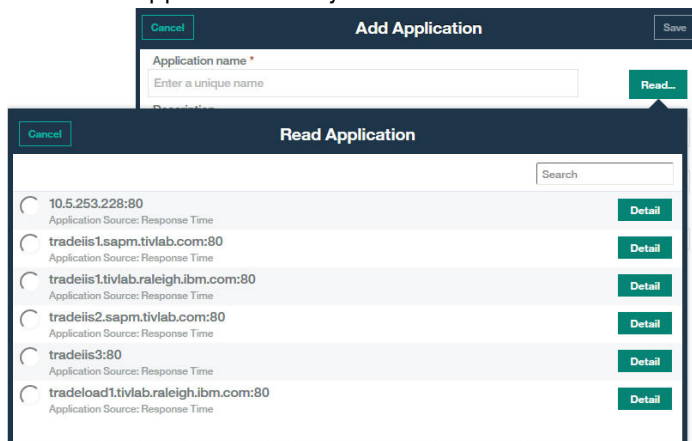 Cancel
Add Application
Save
Application name *
Enter a unique name
Read...
Cancel
Read Application
Search
10.5.253.228:80
Application Source: Response Time
Detail
tradeiis1.sapm.tivlab.com:80
Application Source: Response Time
Detail
tradeiis1.tivlab.raleigh.ibm.com:80
Application Source: Response Time
Detail
tradeiis2.sapm.tivlab.com:80
Application Source: Response Time
Detail
tradeiis3:80
Application Source: Response Time
Detail
tradeload1.tivlab.raleigh.ibm.com:80
Application Source: Response Time
Detail